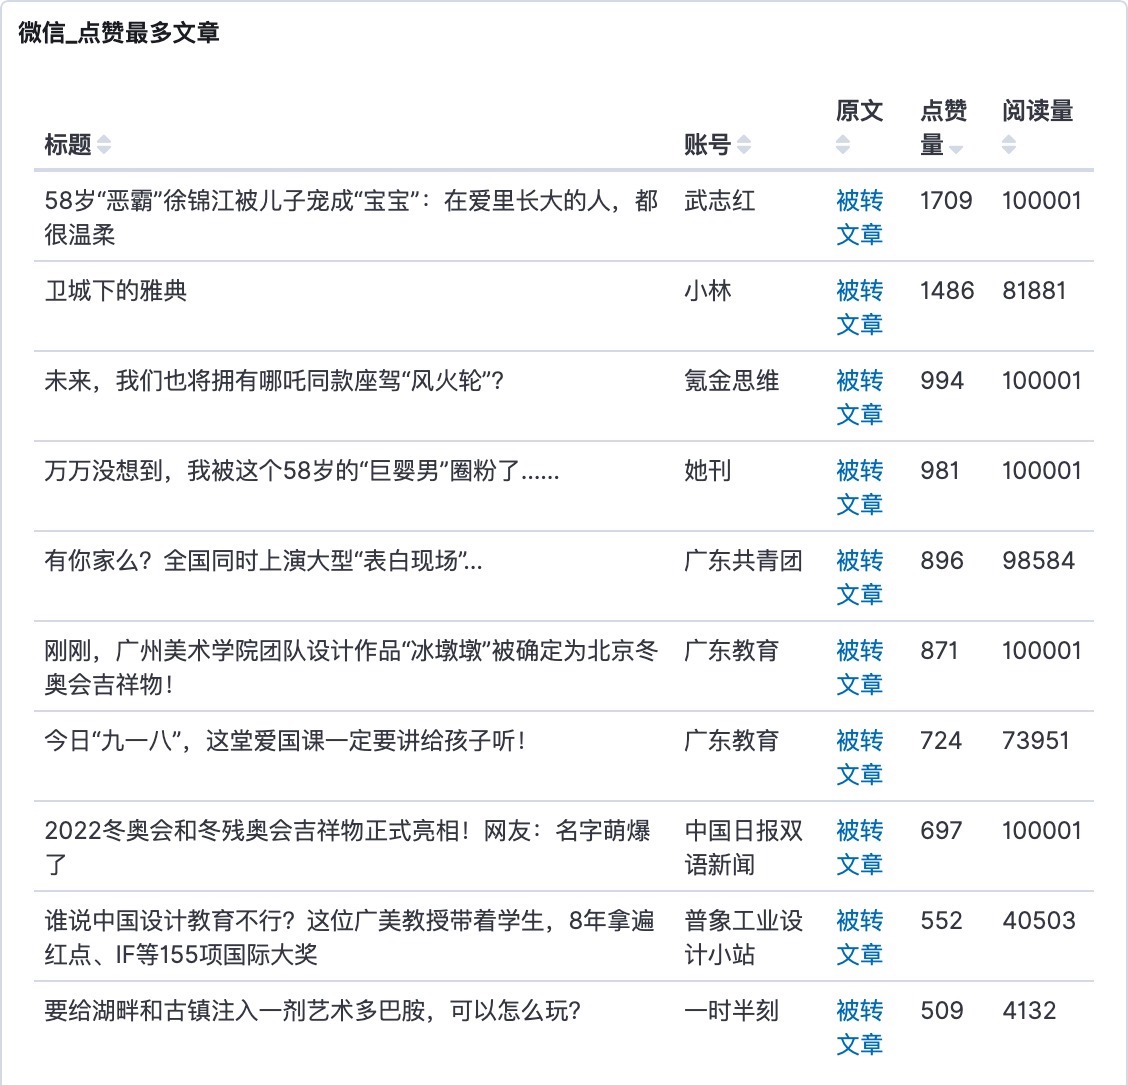 微信_点赞最多文章
标题 账号 原文 点赞量 阅读量
58岁“恶霸”徐锦江被儿子宠成“宝宝”：在爱里长大的人，都 武志红 被转 1709 100001
很温柔 文章
卫城下的雅典 小林 被转 1486 81881
文章
未来，我们也将拥有哪吒同款座驾“风火轮”？ 氪金思维 被转 994 100001
文章
万万没想到，我被这个58岁的“巨婴男”圈粉了…… 她刊 被转 981 100001
文章
有你家么？全国同时上演大型“表白现场”... 广东共青团 被转 896 98584
文章
刚刚，广州美术学院团队设计作品“冰墩墩”被确定为北京冬 广东教育 被转 871 100001
奥会吉祥物！ 文章
今日“九一八”，这堂爱国课一定要讲给孩子听！ 广东教育 被转 724 73951
文章
2022冬奥会和冬残奥会吉祥物正式亮相！网友：名字萌爆 中国日报双 被转 697 100001
了 语新闻 文章
谁说中国设计教育不行？这位广美教授带着学生，8年拿遍 普象工业设 被转 552 40503
红点、IF等155项国际大奖 计小站 文章
要给湖畔和古镇注入一剂艺术多巴胺，可以怎么玩？ 一时半刻 被转 509 4132
文章